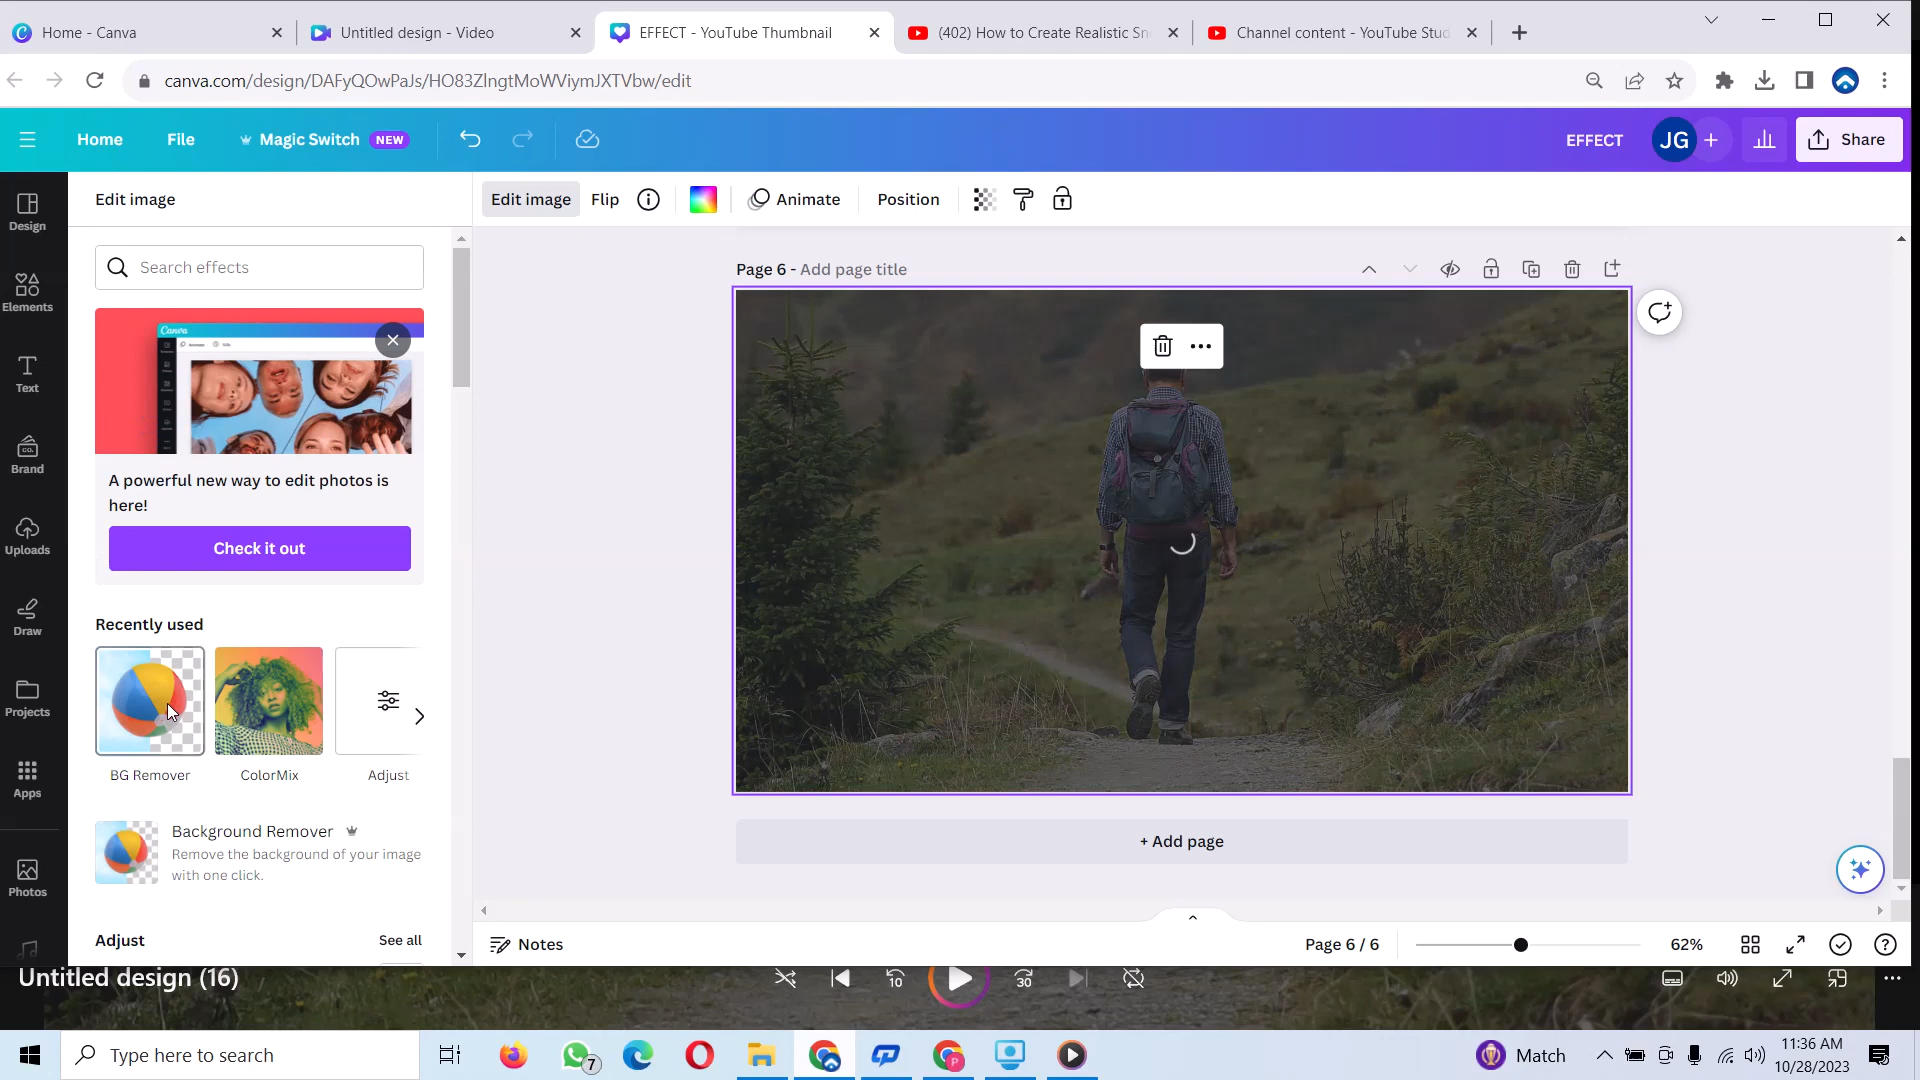 Home - Canva
Untitled design - Video
EFFECT - YouTube Thumbnail
(402) How to Create Realistic Sn
Channel content - YouTube Stud
canva.com/design/DAFyQOwPaJs/HO83ZlngtMoWViymJXTVbw/edit
Home
File
Magic Switch NEW
EFFECT
JG
Share
Edit image
Edit image
Flip
Animate
Position
Design
Elements
Text
Brand
Uploads
Draw
Projects
Apps
Photos
Search effects
Canva
A powerful new way to edit photos is
here!
Check it out
Recently used
BG Remover
ColorMix
Adjust
Background Remover
Remove the background of your image
with one click.
Adjust
See all
Page 6 - Add page title
+ Add page
Notes
Page 6 / 6
62%
Untitled design (16)
10
30
Type here to search
7
Match
11:36 AM
10/28/2023